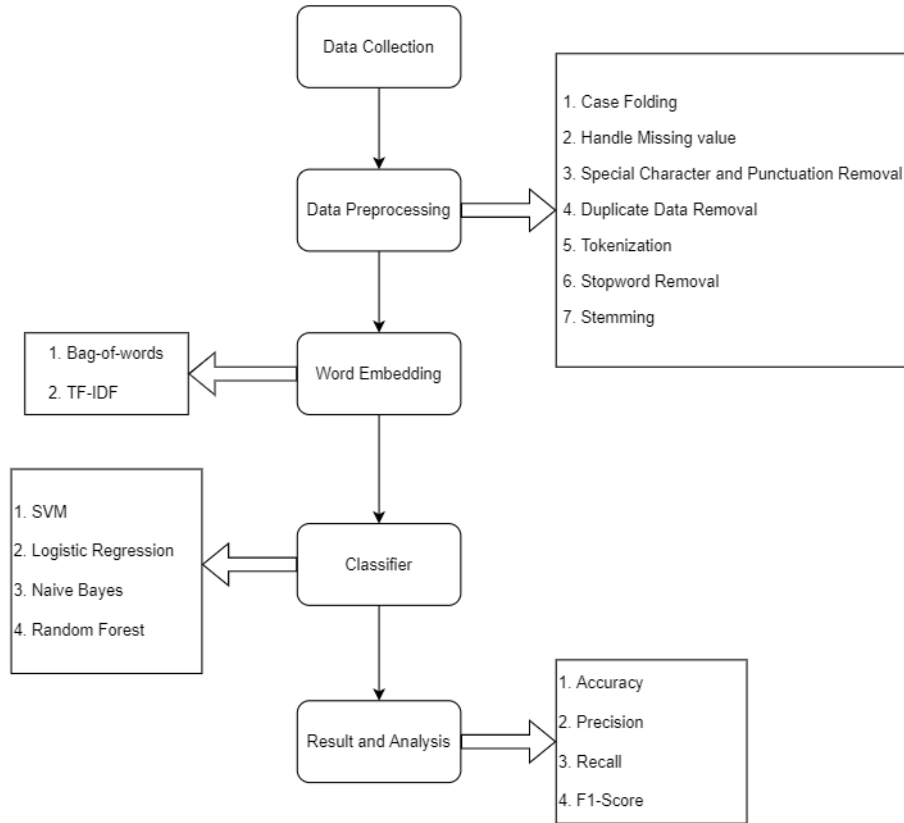 Data Collection
1. Case Folding
2. Handle Missing value
3. Special Character and Punctuation Removal
4. Duplicate Data Removal
5. Tokenization
6. Stopword Removal
7. Stemming
Data Preprocessing
1. Bag-of-words
2. TF-IDF
Word Embedding
1. SVM
2. Logistic Regression
3. Naive Bayes
4. Random Forest
Classifier
Result and Analysis
1. Accuracy
2. Precision
3. Recall
4. F1-Score